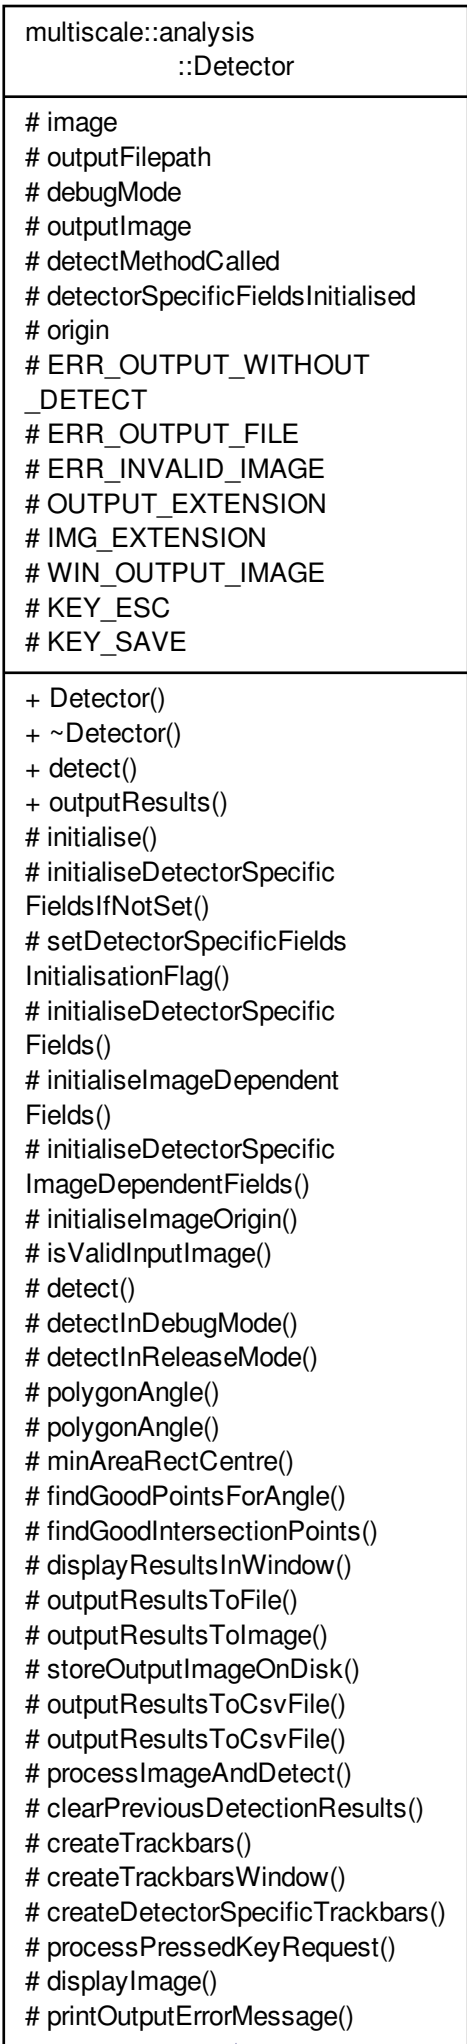 multiscale::analysis
::Detector
# image
# outputFilepath
# debugMode
# outputImage
# detectMethodCalled
# detectorSpecificFieldsInitialised
# origin
# ERR_OUTPUT_WITHOUT
_DETECT
# ERR_OUTPUT_FILE
# ERR_INVALID_IMAGE
# OUTPUT_EXTENSION
# IMG_EXTENSION
# WIN_OUTPUT_IMAGE
# KEY_ESC
# KEY_SAVE
+ Detector()
+ ~Detector()
+ detect()
+ outputResults()
# initialise()
# initialiseDetectorSpecific
FieldsIfNotSet()
# setDetectorSpecificFields
InitialisationFlag()
# initialiseDetectorSpecific
Fields()
# initialiseImageDependent
Fields()
# initialiseDetectorSpecific
ImageDependentFields()
# initialiseImageOrigin()
# isValidInputImage()
# detect()
# detectInDebugMode()
# detectInReleaseMode()
# polygonAngle()
# polygonAngle()
# minAreaRectCentre()
# findGoodPointsForAngle()
# findGoodIntersectionPoints()
# displayResultsInWindow()
# outputResultsToFile()
# outputResultsToImage()
# storeOutputImageOnDisk()
# outputResultsToCsvFile()
# outputResultsToCsvFile()
# processImageAndDetect()
# clearPreviousDetectionResults()
# createTrackbars()
# createTrackbarsWindow()
# createDetectorSpecificTrackbars()
# processPressedKeyRequest()
# displayImage()
# printOutputErrorMessage()